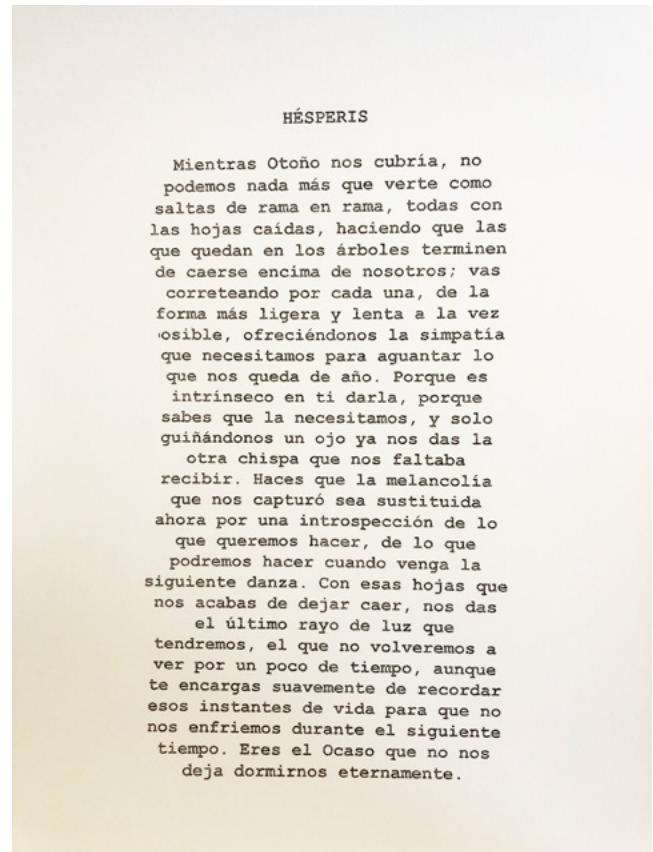 HÉSPERIS
Mientras Otoño nos cubría, no
podemos nada más que verte como
saltas de rama en rama, todas con
las hojas caídas, haciendo que las
que quedan en los árboles terminen
de caerse encima de nosotros; vas
correteando por cada una, de la
forma más ligera y lenta a la vez
osible, ofreciéndonos la simpatía
que necesitamos para aguantar lo
que nos queda de año. Porque es
intrínseco en ti darla, porque
sabes que la necesitamos, y solo
guiñándonos un ojo ya nos das la
otra chispa que nos faltaba
recibir. Haces que la melancolía
que nos capturó sea sustituida
ahora por una introspección de lo
que queremos hacer, de lo que
podremos hacer cuando venga la
siguiente danza. Con esas hojas que
nos acabas de dejar caer, nos das
el último rayo de luz que
tendremos, el que no volveremos a
ver por un poco de tiempo, aunque
te encargas suavemente de recordar
esos instantes de vida para que no
nos enfriemos durante el siguiente
tiempo. Eres el Ocaso que no nos
deja dormirnos eternamente.